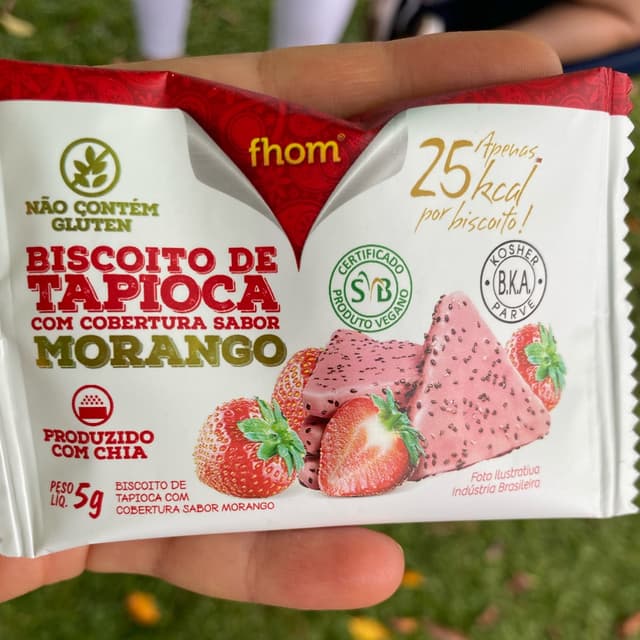 fhom®
NÃO CONTÉM
GLUTEN
BISCOITO DE
TAPIOCA
COM COBERTURA SABOR
MORANGO
PRODUZIDO
COM CHIA
PESO
LÍQ. 5g
BISCOITO DE
TAPIOCA COM
COBERTURA SABOR MORANGO
Apenas
25 kcal
por biscoito!
CERTIFICADO
SVB
PRODUTO VEGANO
KOSHER
B.K.A.
PARVE
Foto Ilustrativa
Indústria Brasileira